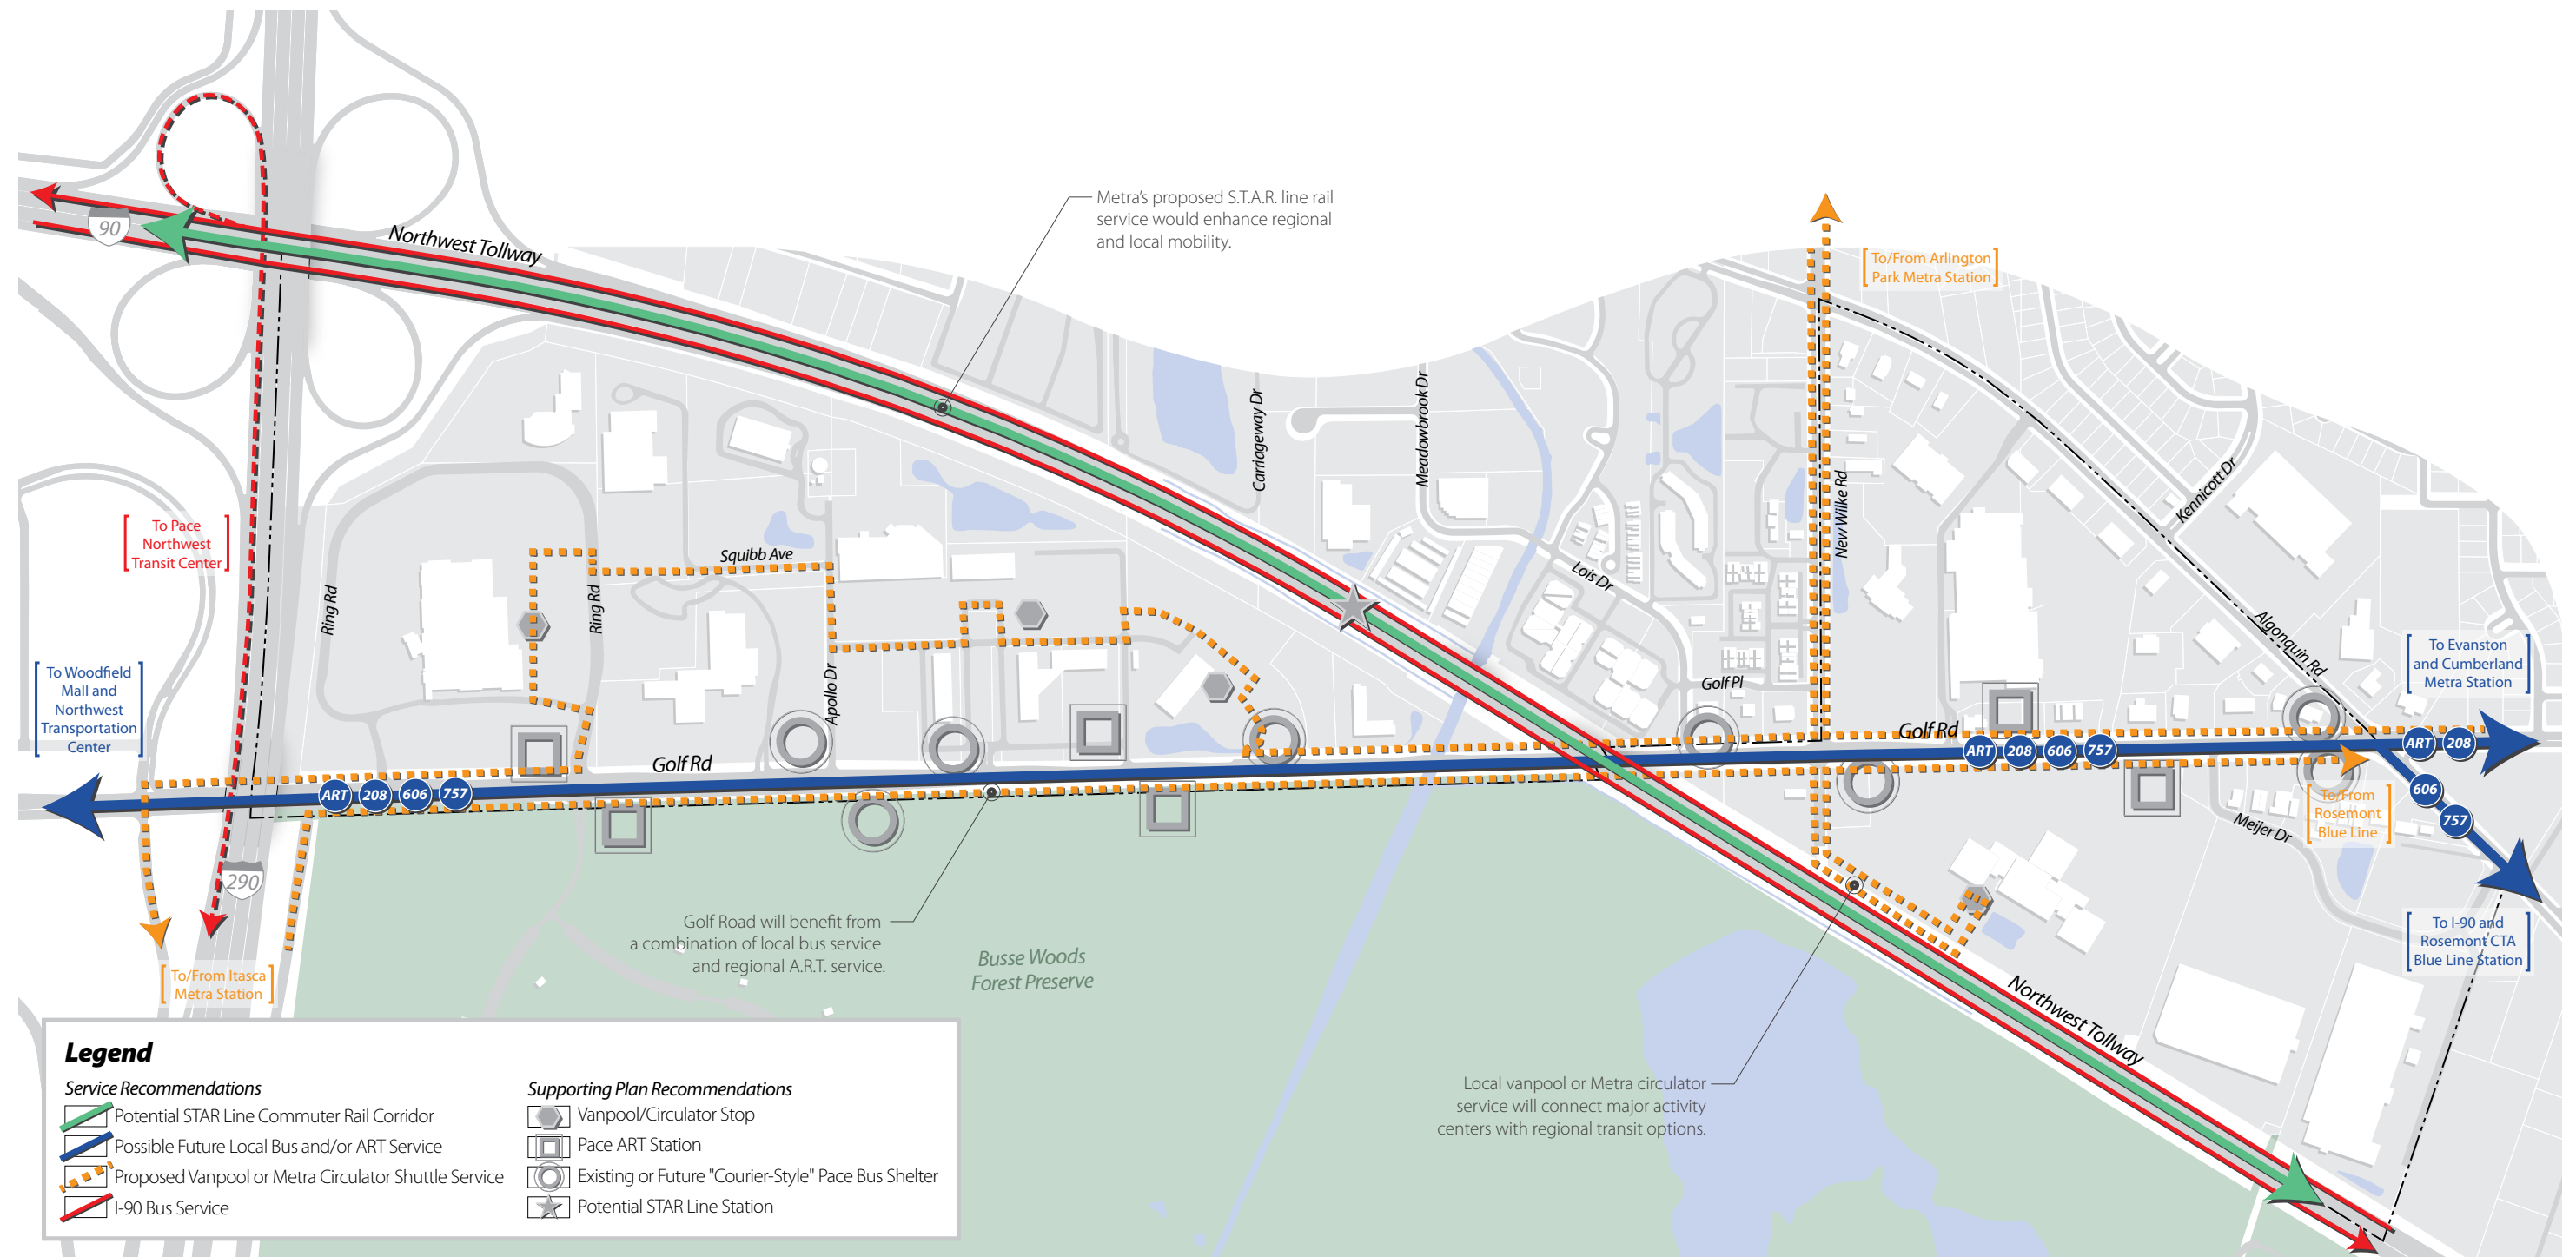 Metra's proposed S.T.A.R. line rail
service would enhance regional
and local mobility.
90
Northwest Tollway
To/From Arlington
Park Metra Station
Carriageway Dr
Meadowbrook Dr
New Wilke Rd
Kennicott Dr
To Pace
Northwest
Transit Center
Squibb Ave
Ring Rd
Ring Rd
Lois Dr
Algonquin Rd
To Woodfield
Mall and
Northwest
Transportation
Center
Apollo Dr
Golf Pl
To Evanston
and Cumberland
Metra Station
Golf Rd
Golf Rd
ART 208 606 757
ART 208 606 757
ART 208
606
757
To/From
Rosemont
Blue Line
Meijer Dr
290
Golf Road will benefit from
a combination of local bus service
and regional A.R.T. service.
Busse Woods
Forest Preserve
To I-90 and
Rosemont CTA
Blue Line Station
To/From Itasca
Metra Station
Northwest Tollway
Local vanpool or Metra circulator
service will connect major activity
centers with regional transit options.
Legend
Service Recommendations
Potential STAR Line Commuter Rail Corridor
Possible Future Local Bus and/or ART Service
Proposed Vanpool or Metra Circulator Shuttle Service
I-90 Bus Service
Supporting Plan Recommendations
Vanpool/Circulator Stop
Pace ART Station
Existing or Future "Courier-Style" Pace Bus Shelter
Potential STAR Line Station